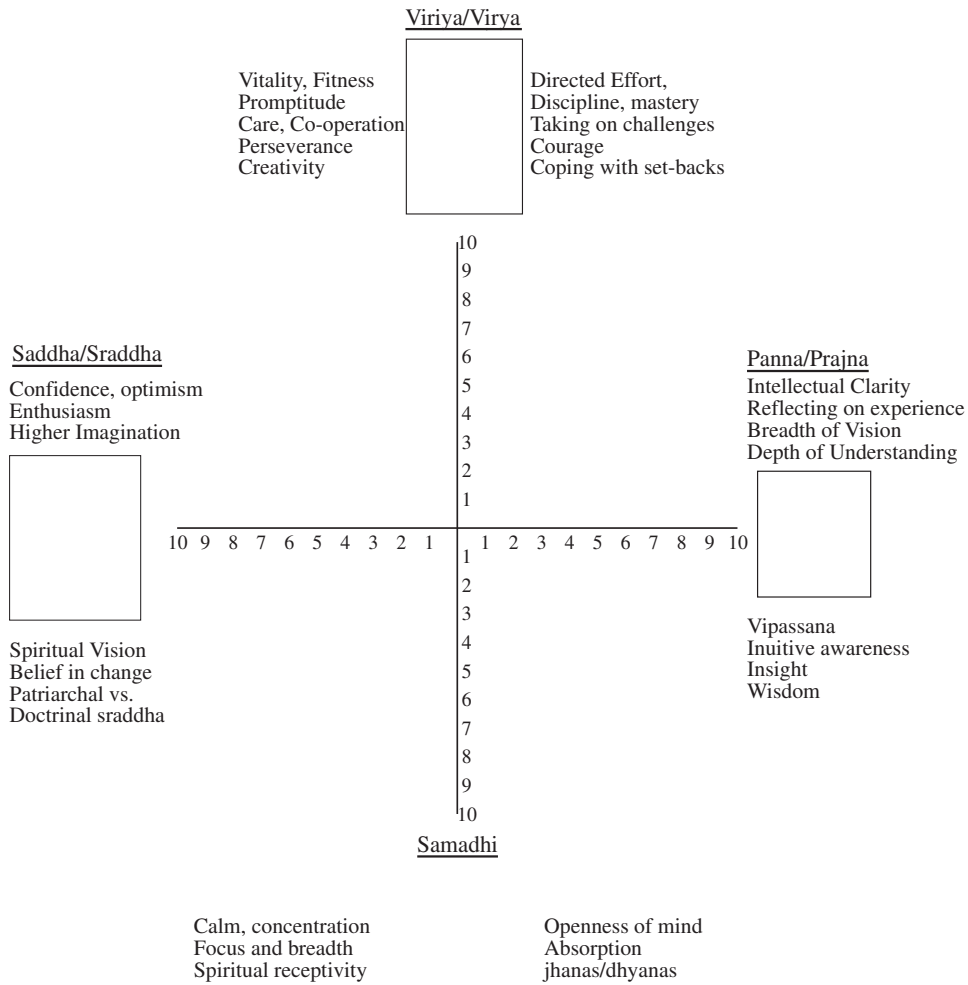 Viriya/Virya
Vitality, Fitness
Promptitude
Care, Co-operation
Perseverance
Creativity
Directed Effort,
Discipline, mastery
Taking on challenges
Courage
Coping with set-backs
10
9
8
7
6
5
4
3
2
1
Saddha/Sraddha
Confidence, optimism
Enthusiasm
Higher Imagination
Panna/Prajna
Intellectual Clarity
Reflecting on experience
Breadth of Vision
Depth of Understanding
10 9 8 7 6 5 4 3 2 1 1 2 3 4 5 6 7 8 9 10
1
2
3
4
5
6
7
8
9
10
Spiritual Vision
Belief in change
Patriarchal vs.
Doctrinal sraddha
Vipassana
Inuitive awareness
Insight
Wisdom
Samadhi
Calm, concentration
Focus and breadth
Spiritual receptivity
Openness of mind
Absorption
jhanas/dhyanas